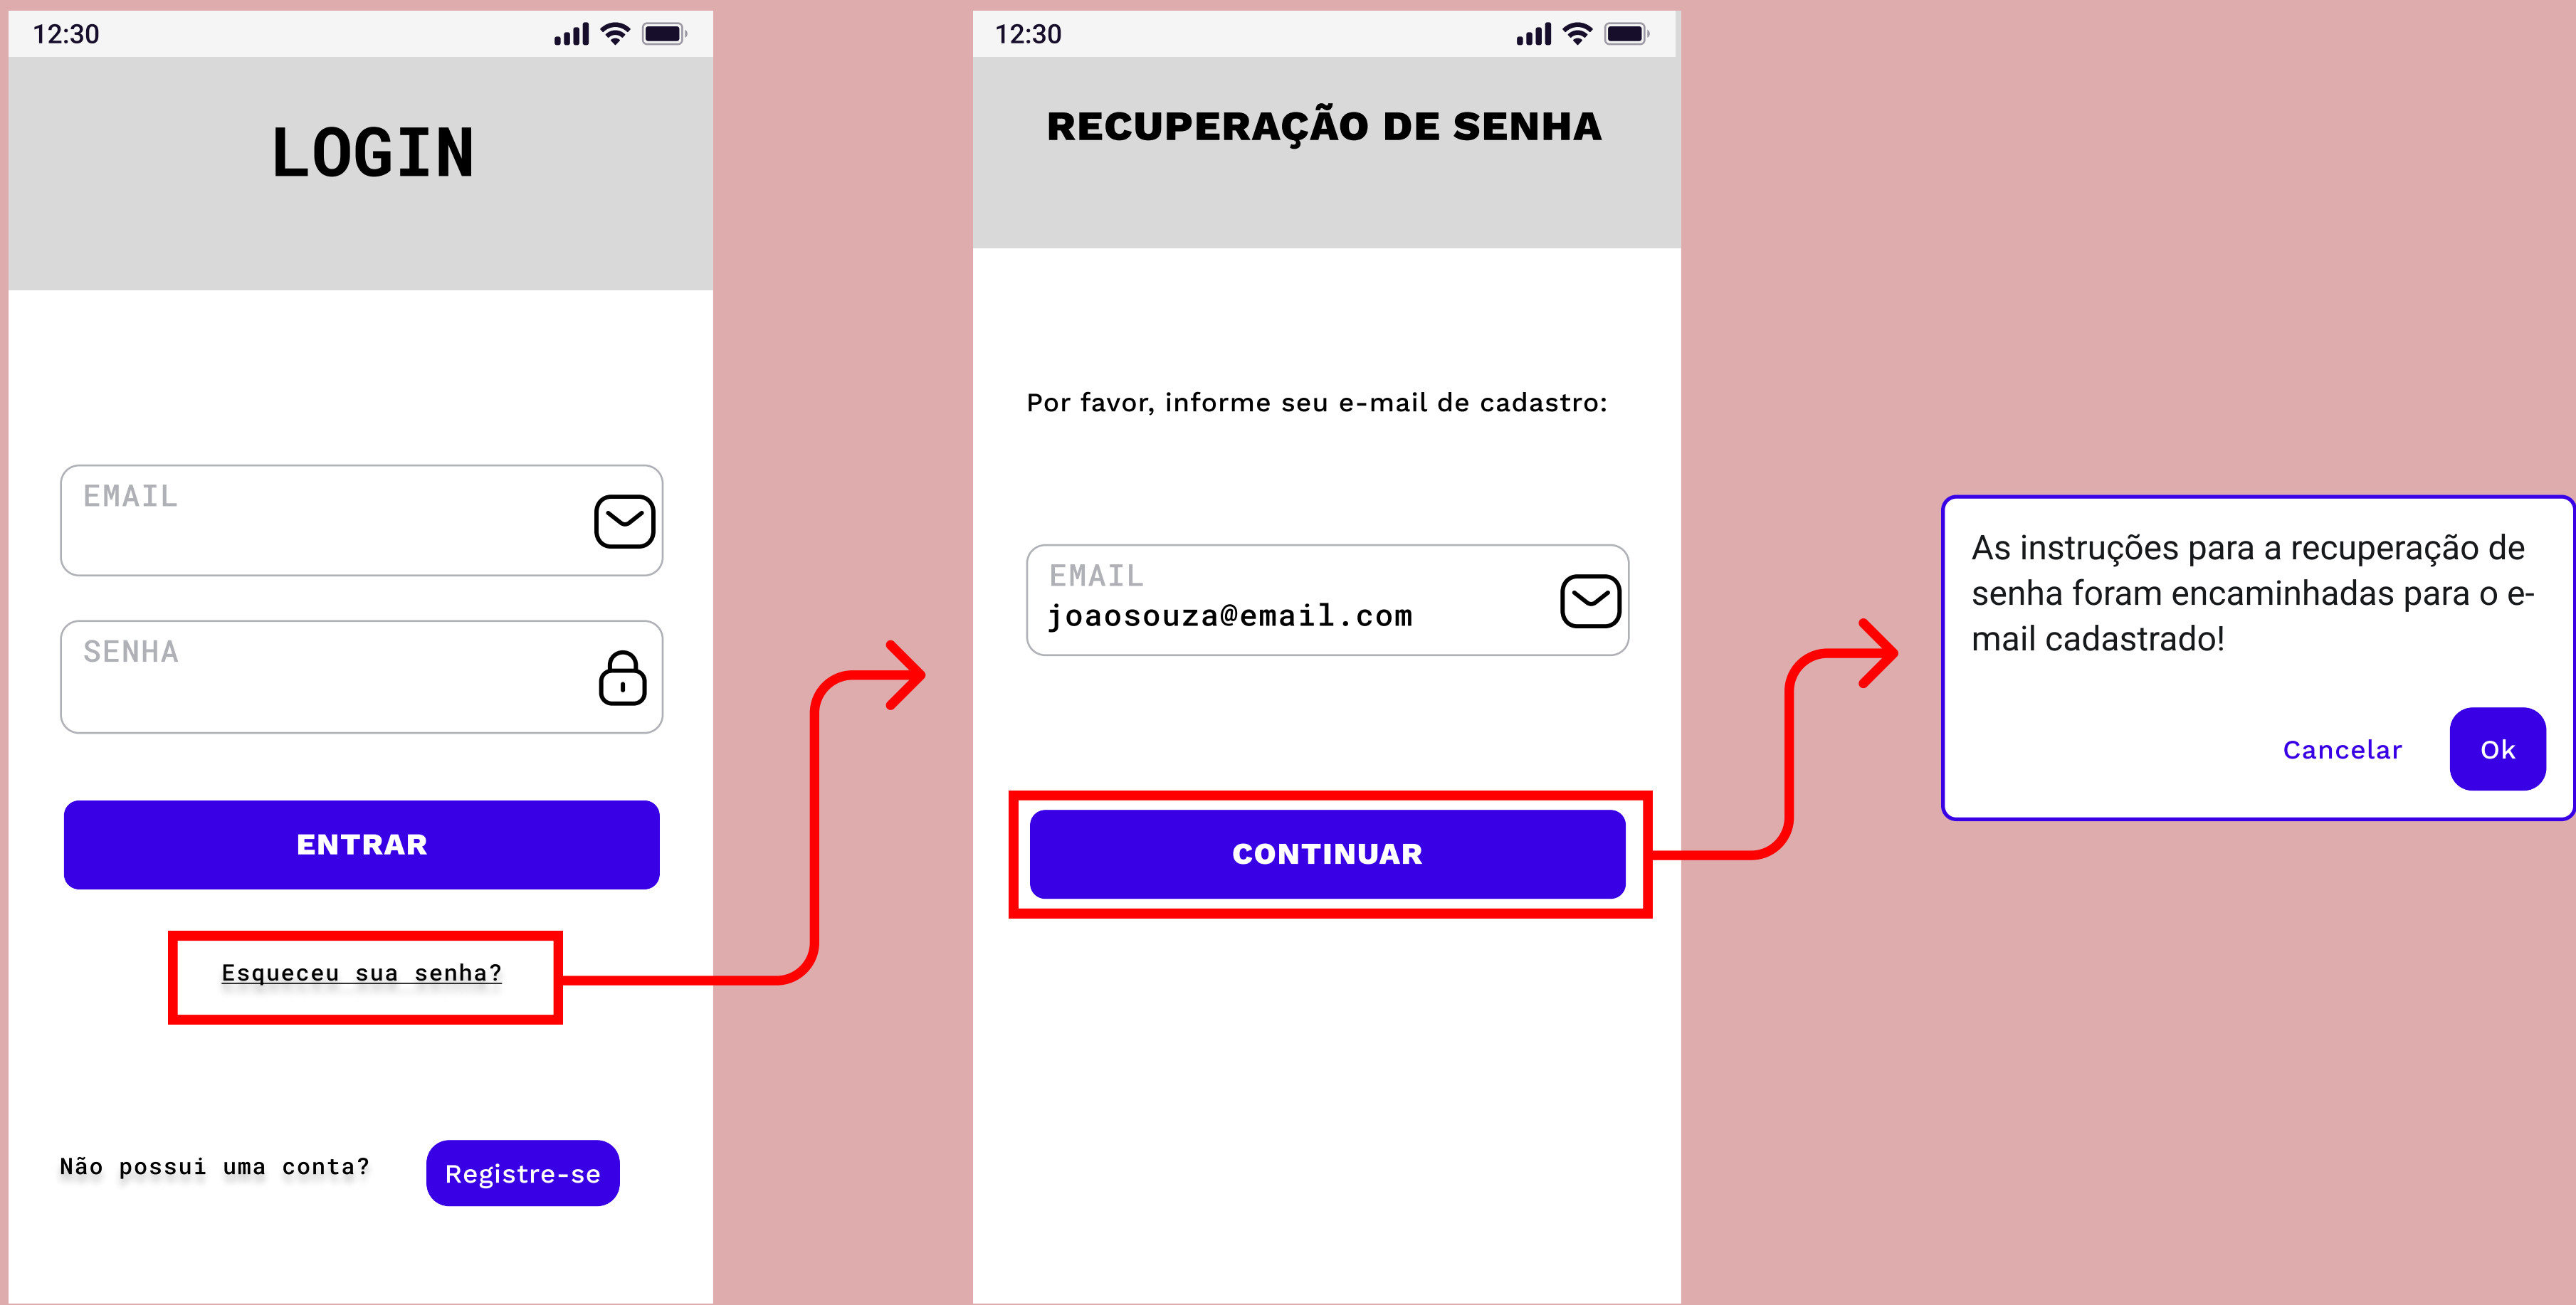 12:30
LOGIN
EMAIL
SENHA
ENTRAR
Esqueceu sua senha?
Não possui uma conta?
Registre-se
12:30
RECUPERAÇÃO DE SENHA
Por favor, informe seu e-mail de cadastro:
EMAIL
joaosouza@email.com
CONTINUAR
As instruções para a recuperação de
senha foram encaminhadas para o e-
mail cadastrado!
Cancelar
Ok